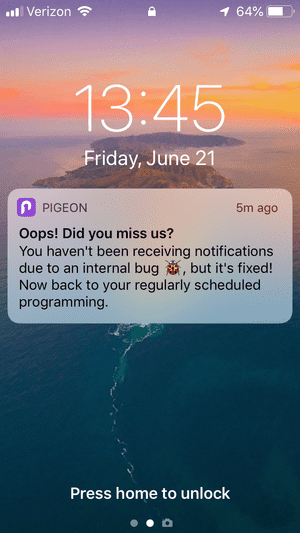 Verizon 64%
13:45
Friday, June 21
PIGEON 5m ago
Oops! Did you miss us?
You haven't been receiving notifications
due to an internal bug 🐞, but it's fixed!
Now back to your regularly scheduled
programming.
Press home to unlock